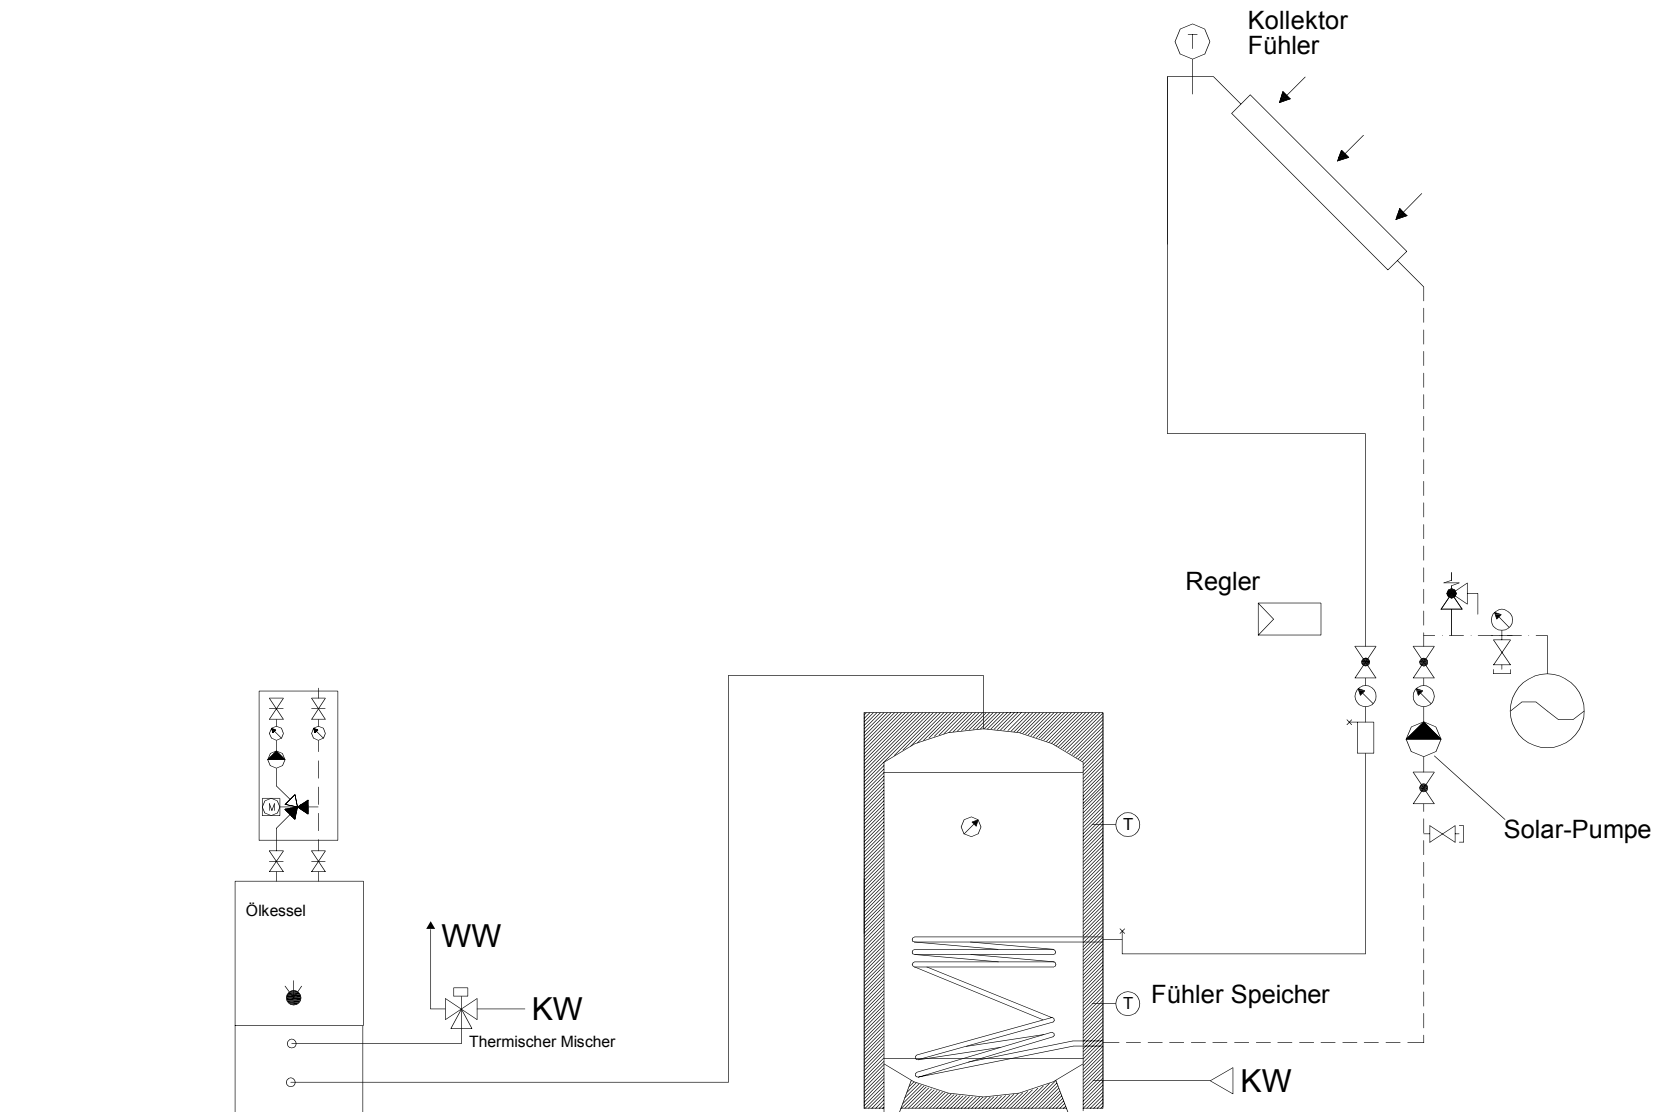 Kollektor
Fühler
T
Regler
Solar-Pumpe
M
T
Ölkessel
WW
KW
Thermischer Mischer
T
Fühler Speicher
KW